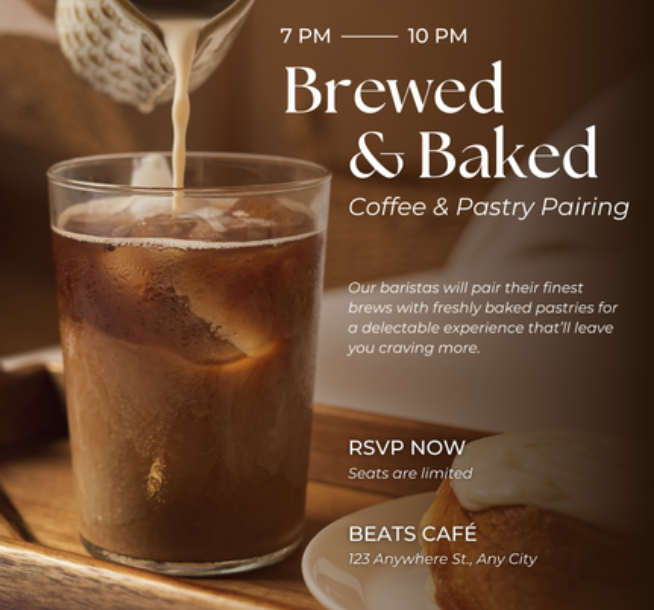 7 PM —— 10 PM
Brewed
& Baked
Coffee & Pastry Pairing
Our baristas will pair their finest
brews with freshly baked pastries for
a delectable experience that'll leave
you craving more.
RSVP NOW
Seats are limited
BEATS CAFÉ
123 Anywhere St., Any City